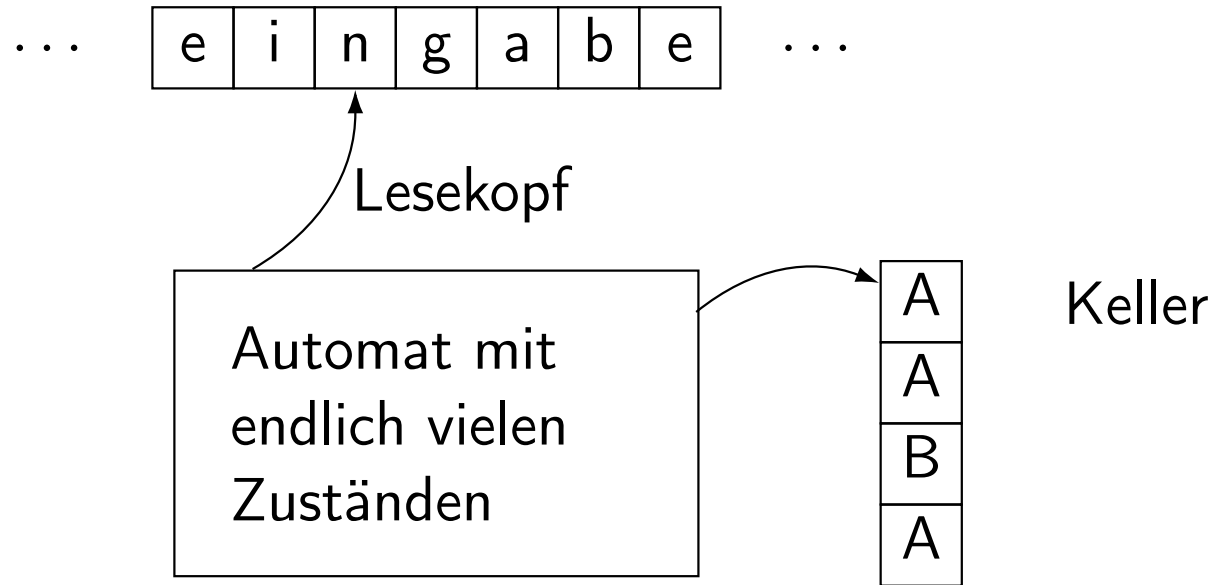 ... e i n g a b e ...
Lesekopf
A Keller
Automat mit
A
endlich vielen
B
Zuständen
A